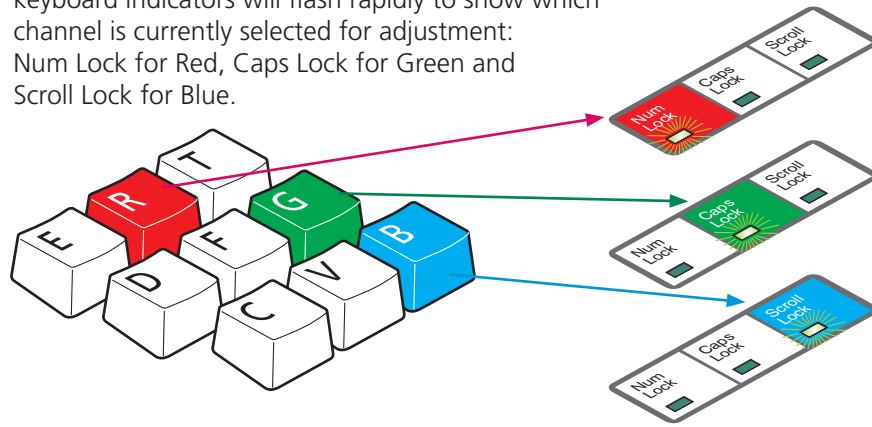 keyboard indicators will flash rapidly to show which
channel is currently selected for adjustment:
Num Lock for Red, Caps Lock for Green and
Scroll Lock for Blue.
Num
Lock
Caps
Lock
Scroll
Lock
E
R
T
D
F
G
C
V
B
Num
Lock
Caps
Lock
Scroll
Lock
Num
Lock
Caps
Lock
Scroll
Lock